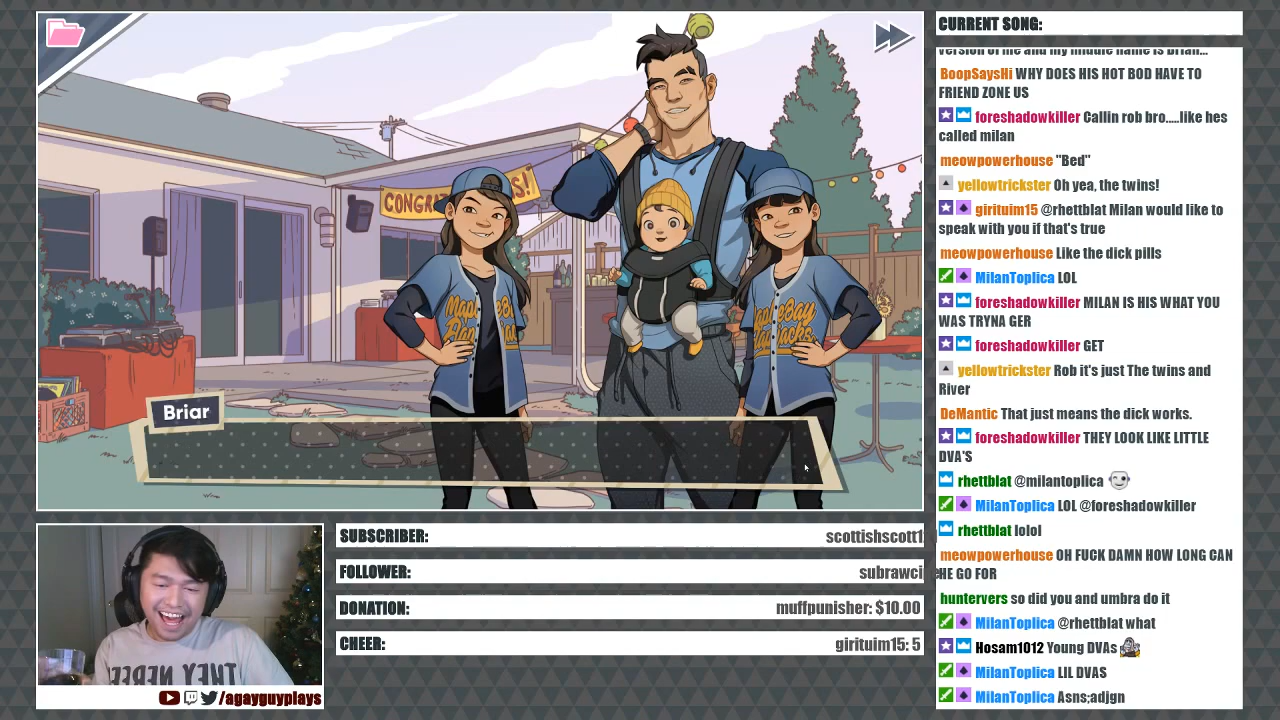 CONGRA S!
Maple Bay
Briar
SUBSCRIBER: scottishscott1
FOLLOWER: subrawci
DONATION: muffpunisher: $10.00
CHEER: girituim15: 5
THEY NEBEL
/agayguyplays
CURRENT SONG:
version of me and my middle name is Brian...
BoopSaysHi WHY DOES HIS HOT BOD HAVE TO
FRIEND ZONE US
foreshadowkiller Callin rob bro.....like hes
called milan
meowpowerhouse "Bed"
yellowtrickster Oh yea, the twins!
girituim15 @rhettblat Milan would like to
speak with you if that's true
meowpowerhouse Like the dick pills
MilanToplica LOL
foreshadowkiller MILAN IS HIS WHAT YOU
WAS TRYNA GER
foreshadowkiller GET
yellowtrickster Rob it's just The twins and
River
DeMantic That just means the dick works.
foreshadowkiller THEY LOOK LIKE LITTLE
DVA'S
rhettblat @milantoplica
MilanToplica LOL @foreshadowkiller
rhettblat lolol
meowpowerhouse OH FUCK DAMN HOW LONG CAN
HE GO FOR
huntervers so did you and umbra do it
MilanToplica @rhettblat what
Hosam1012 Young DVAs
MilanToplica LIL DVAS
MilanToplica Asns;adjgn